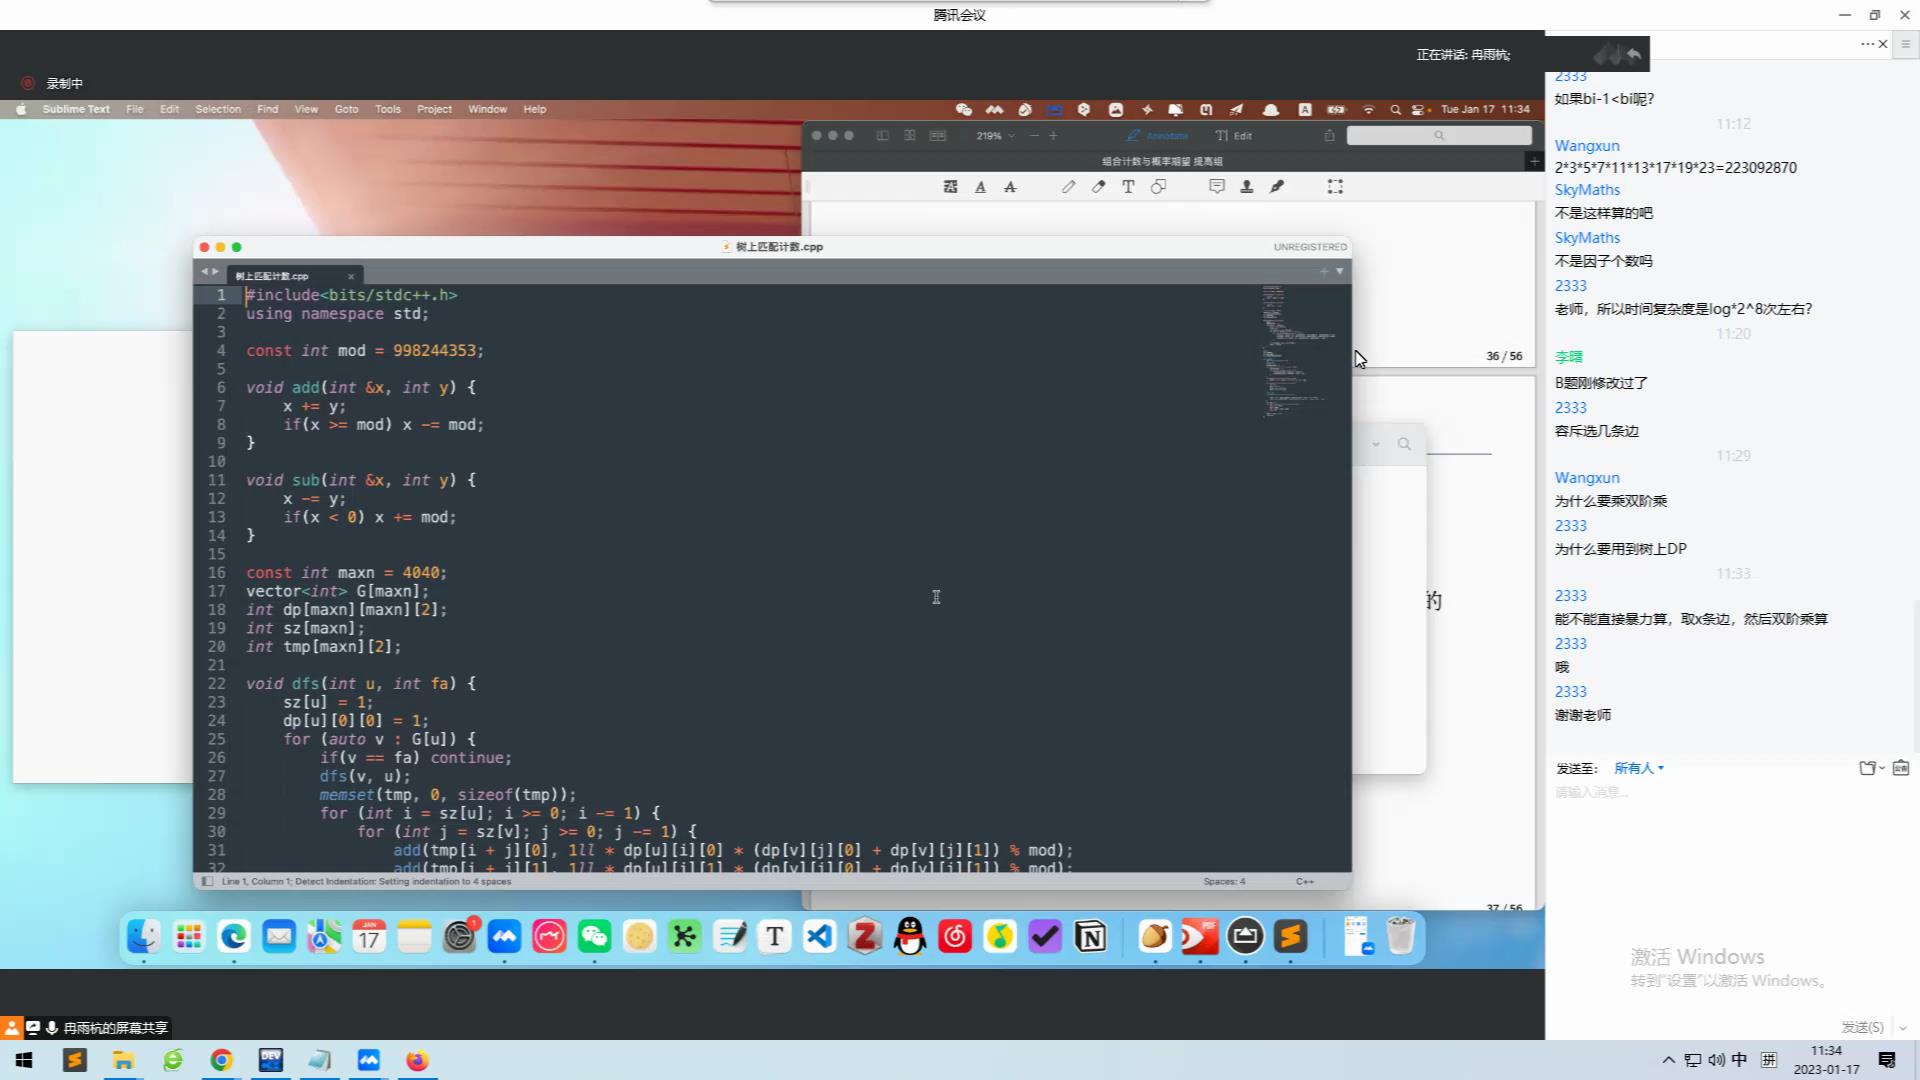 腾讯会议
正在讲话: 冉雨杭;
录制中
Sublime Text File Edit Selection Find View Goto Tools Project Window Help
Tue Jan 17 11:34
219%
Annotate
Edit
组合计数与概率期望 提高组
36 / 56
的
37 / 56
树上匹配计数.cpp
UNREGISTERED
树上匹配计数.cpp
1 #include<bits/stdc++.h>
2 using namespace std;
3
4 const int mod = 998244353;
5
6 void add(int &x, int y) {
7 x += y;
8 if(x >= mod) x -= mod;
9 }
10
11 void sub(int &x, int y) {
12 x -= y;
13 if(x < 0) x += mod;
14 }
15
16 const int maxn = 4040;
17 vector<int> G[maxn];
18 int dp[maxn][maxn][2];
19 int sz[maxn];
20 int tmp[maxn][2];
21
22 void dfs(int u, int fa) {
23 sz[u] = 1;
24 dp[u][0][0] = 1;
25 for (auto v : G[u]) {
26 if(v == fa) continue;
27 dfs(v, u);
28 memset(tmp, 0, sizeof(tmp));
29 for (int i = sz[u]; i >= 0; i -= 1) {
30 for (int j = sz[v]; j >= 0; j -= 1) {
31 add(tmp[i + j][0], 1ll * dp[u][i][0] * (dp[v][j][0] + dp[v][j][1]) % mod);
32 add(tmp[i + j][1], 1ll * dp[u][i][1] * (dp[v][j][0] + dp[v][j][1]) % mod);
Line 1, Column 1; Detect Indentation: Setting indentation to 4 spaces
Spaces: 4
C++
JAN
17
冉雨杭的屏幕共享
2333
如果bi-1<bi呢?
11:12
Wangxun
2*3*5*7*11*13*17*19*23=223092870
SkyMaths
不是这样算的吧
SkyMaths
不是因子个数吗
2333
老师，所以时间复杂度是log*2^8次左右?
11:20
李曙
B题刚修改过了
2333
容斥选几条边
11:29
Wangxun
为什么要乘双阶乘
2333
为什么要用到树上DP
11:33
2333
能不能直接暴力算，取x条边，然后双阶乘算
2333
哦
2333
谢谢老师
发送至: 所有人
请输入消息...
激活 Windows
转到"设置"以激活 Windows。
发送(S)
DEV
中
拼
11:34
2023-01-17